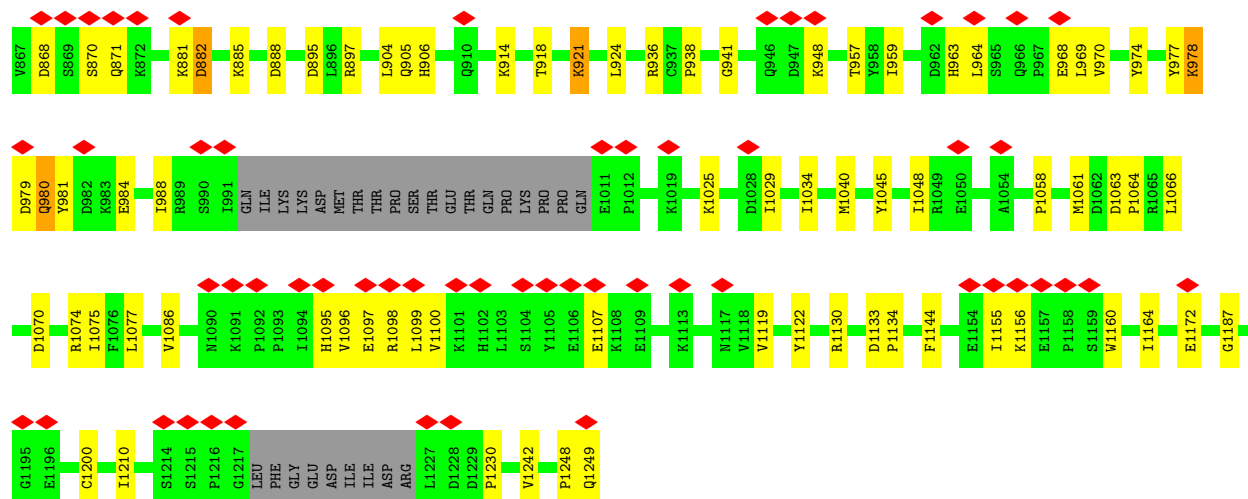 V867 D868 S869 S870 Q871 K872 K881 D882 K885 D888 D895 L896 R897 L904 Q905 H906 Q910 K914 T918 K921 L924 R936 C937 P938 G941 Q946 D947 K948 T957 Y958 I959 D962 H963 L964 S965 Q966 P967 E968 L969 V970 Y974 Y977 K978
D979 Q980 Y981 D982 K983 E984 I988 R989 S990 I991 GLN ILE LYS LYS ASP MET THR THR PRO SER THR GLU THR GLN PRO LYS PRO PRO GLN E1011 P1012 K1019 K1025 D1028 I1029 I1034 M1040 Y1045 I1048 R1049 E1050 A1054 P1058 M1061 D1062 D1063 P1064 R1065 L1066
D1070 R1074 I1075 F1076 L1077 V1086 N1090 K1091 P1092 P1093 I1094 H1095 V1096 E1097 R1098 L1099 V1100 K1101 H1102 L1103 S1104 Y1105 E1106 E1107 K1108 E1109 K1113 N1117 V1118 V1119 Y1122 R1130 D1133 P1134 F1144 E1154 I1155 K1156 E1157 P1158 S1159 W1160 I1164 E1172 G1187
G1195 E1196 C1200 I1210 S1214 S1215 P1216 G1217 LEU PHE GLY GLU ASP ILE ILE ASP ARG L1227 D1228 D1229 P1230 V1242 P1248 Q1249